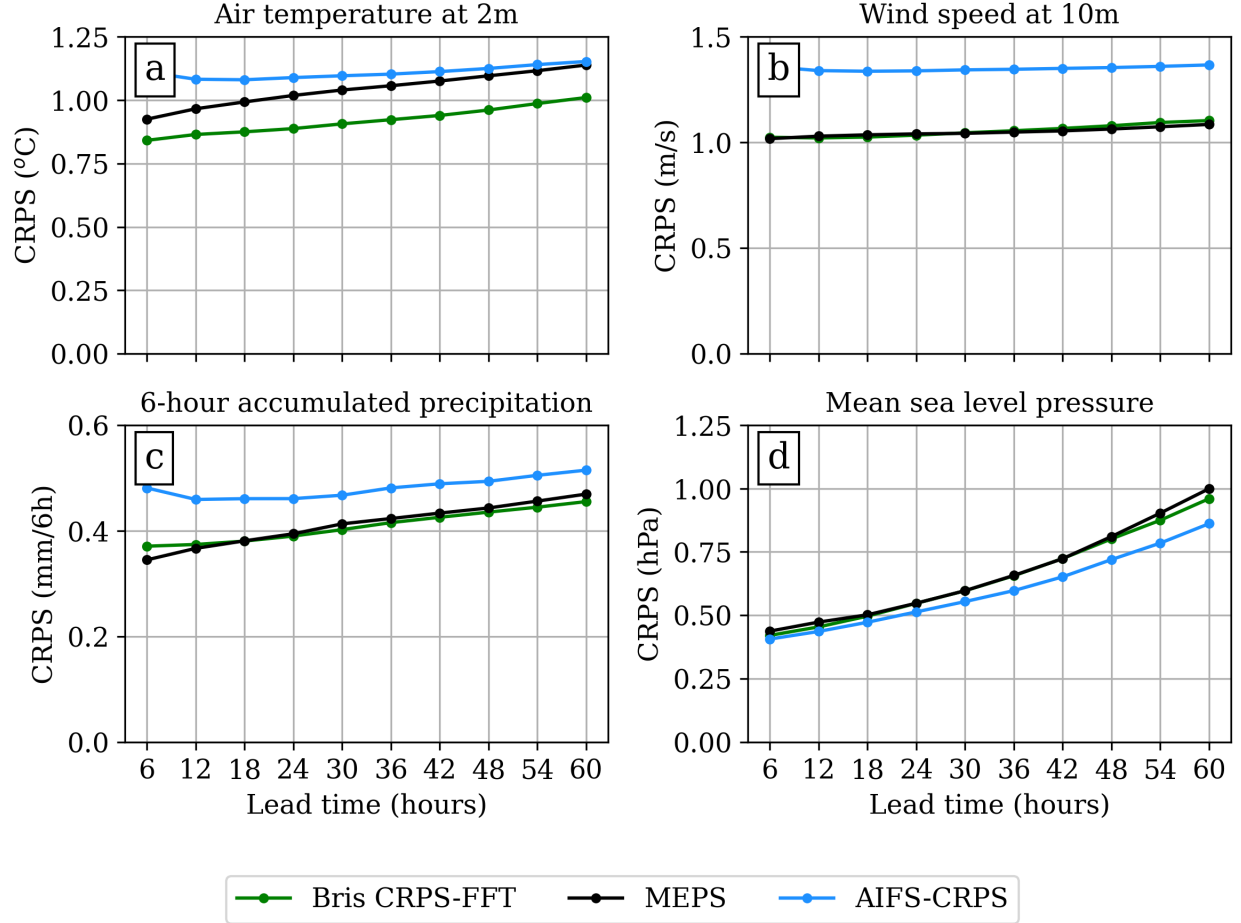 Air temperature at 2m
1.25
1.00
0.75
0.50
0.25
0.00
CRPS (°C)
a
Wind speed at 10m
1.5
1.0
0.5
0.0
CRPS (m/s)
b
6-hour accumulated precipitation
0.6
0.4
0.2
0.0
CRPS (mm/6h)
c
6 12 18 24 30 36 42 48 54 60
Lead time (hours)
Mean sea level pressure
1.25
1.00
0.75
0.50
0.25
0.00
CRPS (hPa)
d
6 12 18 24 30 36 42 48 54 60
Lead time (hours)
Bris CRPS-FFT MEPS AIFS-CRPS